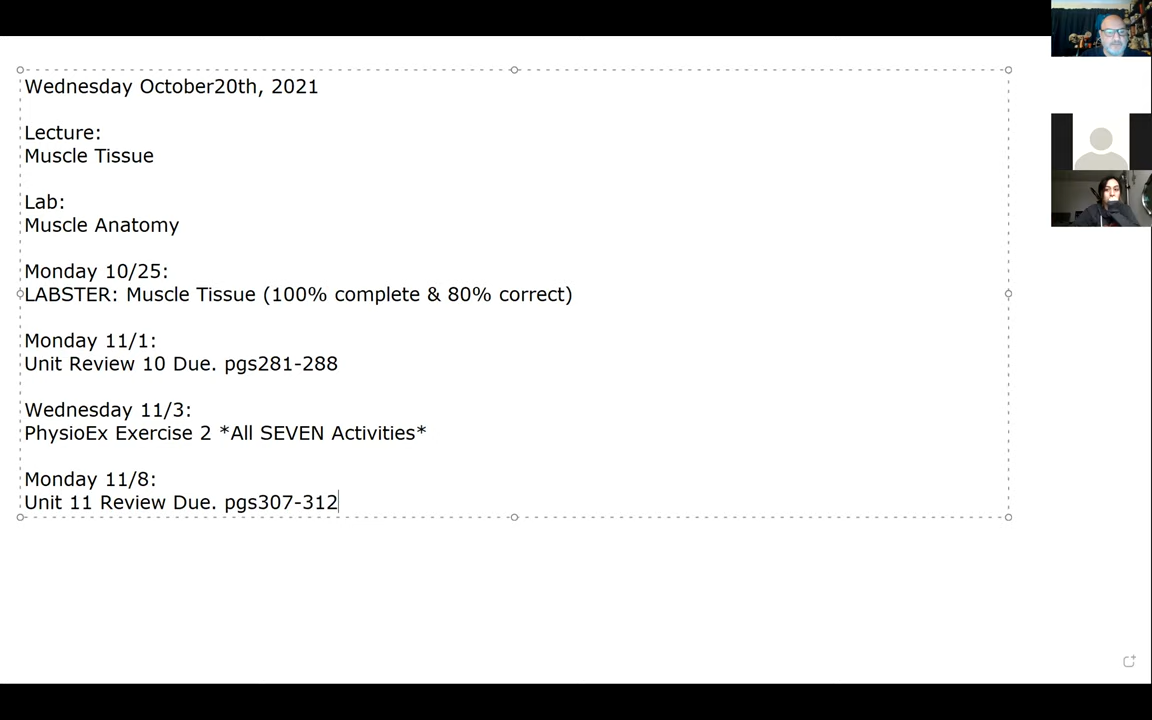 Wednesday October20th, 2021
Lecture:
Muscle Tissue
Lab:
Muscle Anatomy
Monday 10/25:
LABSTER: Muscle Tissue (100% complete & 80% correct)
Monday 11/1:
Unit Review 10 Due. pgs281-288
Wednesday 11/3:
PhysioEx Exercise 2 *All SEVEN Activities*
Monday 11/8:
Unit 11 Review Due. pgs307-312